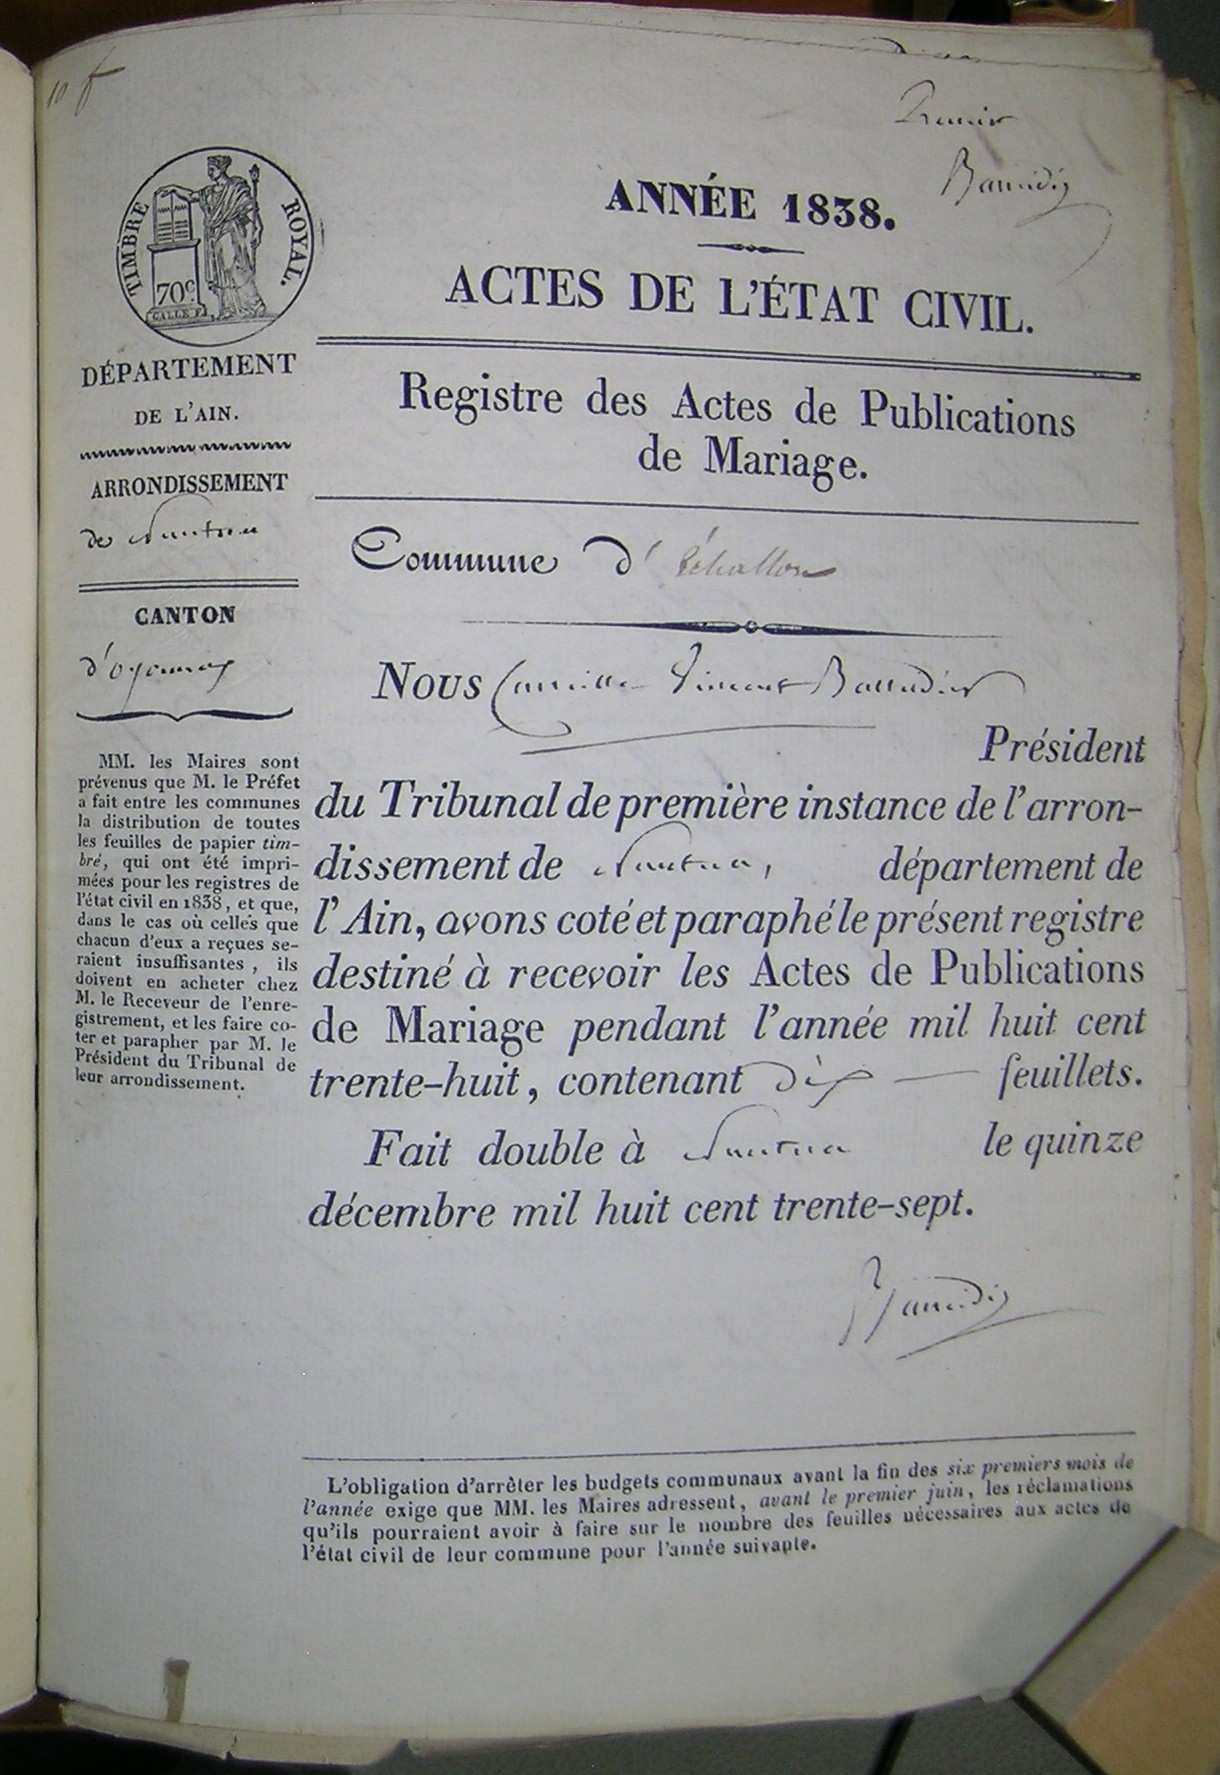 10 f
Premier
TIMBRE ROYAL.
70c
ANNÉE 1838.
ACTES DE L'ÉTAT CIVIL.
DÉPARTEMENT
DE L'AIN.
ARRONDISSEMENT
de Nantua
CANTON
d'oyonnax
MM. les Maires sont
prévenus que M. le Préfet
a fait entre les communes
la distribution de toutes
les feuilles de papier tim-
bré, qui ont été impri-
mées pour les registres de
l'état civil en 1838, et que,
dans le cas où celles que
chacun d'eux a reçues se-
raient insuffisantes, ils
doivent en acheter chez
M. le Receveur de l'enre-
gistrement, et les faire co-
ter et parapher par M. le
Président du Tribunal de
leur arrondissement.
Registre des Actes de Publications
de Mariage.
Commune d'Échallon
Nous Camille Vincent
Président
du Tribunal de première instance de l'arron-
dissement de Nantua, département de
l'Ain, avons coté et paraphé le présent registre
destiné à recevoir les Actes de Publications
de Mariage pendant l'année mil huit cent
trente-huit, contenant dix feuillets.
Fait double à Nantua le quinze
décembre mil huit cent trente-sept.
L'obligation d'arrêter les budgets communaux avant la fin des six premiers mois de
l'année exige que MM. les Maires adressent, avant le premier juin, les réclamations
qu'ils pourraient avoir à faire sur le nombre des feuilles nécessaires aux actes de
l'état civil de leur commune pour l'année suivante.